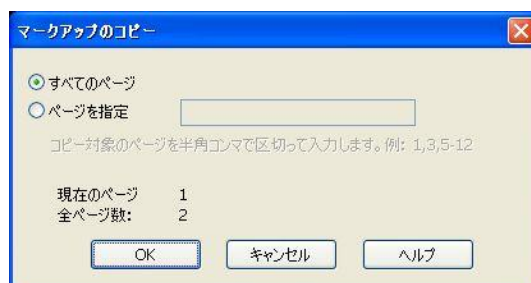 マークアップのコピー
すべてのページ
ページを指定
コピー対象のページを半角コンマで区切って入力します。例: 1,3,5-12
現在のページ 1
全ページ数: 2
OK キャンセル ヘルプ